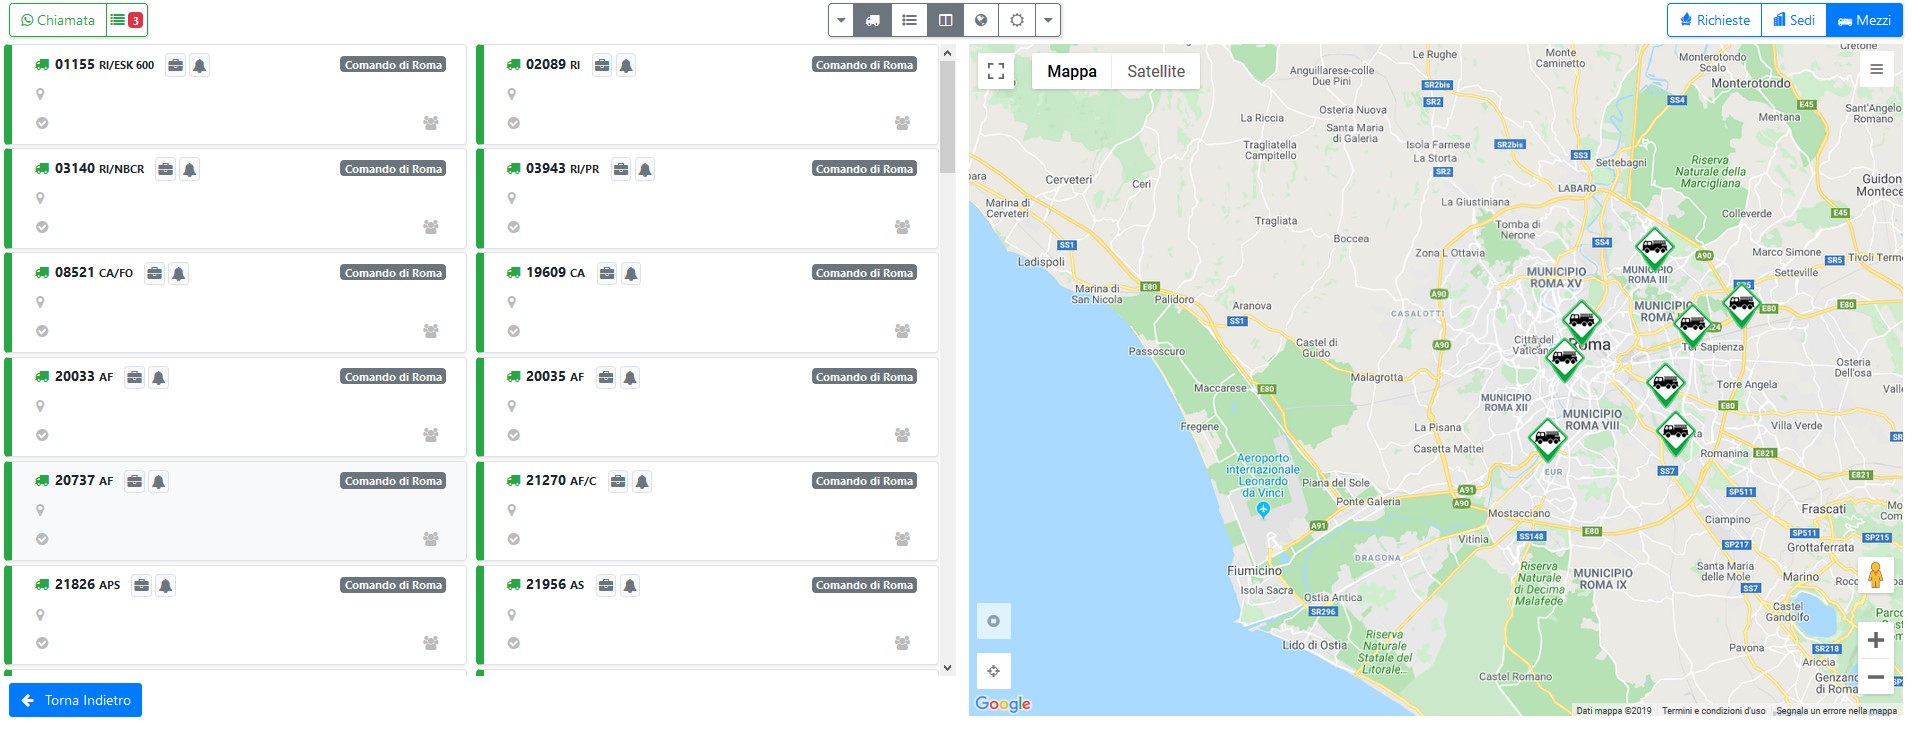 Chiamata 3
Richieste Sedi Mezzi
01155 RI/ESK 600 Comando di Roma
02089 RI Comando di Roma
03140 RI/NBCR Comando di Roma
03943 RI/PR Comando di Roma
08521 CA/FO Comando di Roma
19609 CA Comando di Roma
20033 AF Comando di Roma
20035 AF Comando di Roma
20737 AF Comando di Roma
21270 AF/C Comando di Roma
21826 APS Comando di Roma
21956 AS Comando di Roma
Torna Indietro
Mappa Satellite
Le Rughe
Monte
Caminetto
Monterotondo
Scalo
Cretone
Anguillarese-colle
Due Pini
SR2bis
SR2
Monterotondo
SS4
E45
Mentana
Sant'Angelo
Romano
Osteria Nuova
La Riccia
Santa Maria
di Galeria
Tragliatella
Campitello
Isola Farnese
La Storta
SR2
SR2bis
SS3
Settebagni
Riserva
Naturale della
Marcigliana
Guidon
Montece
Cerveteri
Ceri
LABARO
Marina di
Cerveteri
La Giustiniana
Colleverde
E45
Tragliata
Tomba di
Nerone
Boccea
SS1
SS4
Zona L Ottavia
A90
Marco Simone
SR5
Tivoli Terme
Setteville
Ladispoli
MUNICIPIO
ROMA XV
MUNICIPIO
ROMA III
Marina di
San Nicola
E80
Palidoro
A90
SR5
Aranova
SS1
CASALOTTI
MUNICIPIO
E80
E80
Castel di
Guido
A90
Città del
Roma
Ter Sapienza
Passoscuro
Osteria
Dell'osa
Malagrotta
Maccarese
E80
Torre Angela
MUNICIPIO
ROMA XII
E80
MUNICIPIO
ROMA VIII
Fregene
La Pisana
Villa Verde
Casetta Mattei
Romanina
E821
Aeroporto
internazionale
Leonardo
da Vinci
EUR
SS7
E821
Piana del Sole
A91
A90
SP511
Ponte Galeria
A91
Mostacciano
Ciampino
Frascati
E80
SS148
Vitinia
SP217
SP511
SP215
Grottaferrata
DRAGONA
Fiumicino
Riserva
Naturale
di Decima
Malafede
MUNICIPIO
ROMA IX
Santa Maria
delle Mole
Marino
Isola Sacra
Ostia Antica
SR296
SS7
Castel
Gandolfo
Lido di Ostia
Riserva
Naturale
Statale del
Litorale...
Pavona
SR218
Ariccia
Castel Romano
Genzano
di Roma
Google
Dati mappa ©2019 Termini e condizioni d'uso Segnala un errore nella mappa